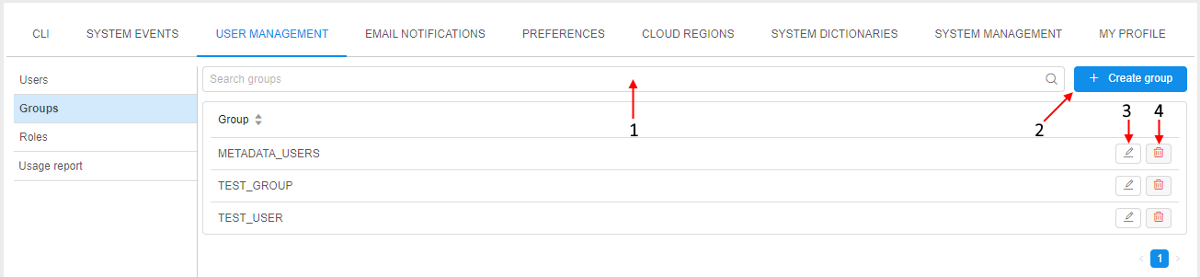 CLI SYSTEM EVENTS USER MANAGEMENT EMAIL NOTIFICATIONS PREFERENCES CLOUD REGIONS SYSTEM DICTIONARIES SYSTEM MANAGEMENT MY PROFILE
Users
Groups
Roles
Usage report
Search groups
+ Create group
1
2
3
4
Group
METADATA_USERS
TEST_GROUP
TEST_USER
< 1 >